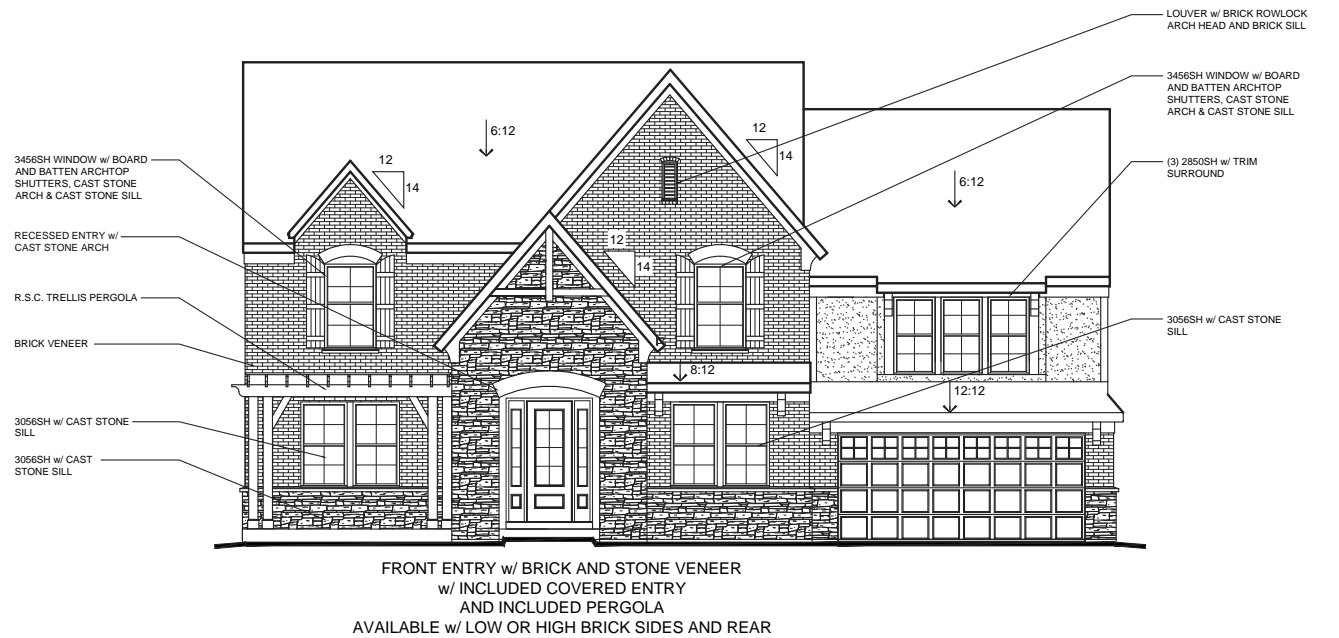 LOUVER w/ BRICK ROWLOCK
ARCH HEAD AND BRICK SILL
3456SH WINDOW w/ BOARD
AND BATTEN ARCHTOP
SHUTTERS, CAST STONE
ARCH & CAST STONE SILL
(3) 2850SH w/ TRIM
SURROUND
3056SH w/ CAST STONE
SILL
3456SH WINDOW w/ BOARD
AND BATTEN ARCHTOP
SHUTTERS, CAST STONE
ARCH & CAST STONE SILL
RECESSED ENTRY w/
CAST STONE ARCH
R.S.C. TRELLIS PERGOLA
BRICK VENEER
3056SH w/ CAST STONE
SILL
3056SH w/ CAST
STONE SILL
6:12
12
14
12
14
12
14
6:12
8:12
12:12
FRONT ENTRY w/ BRICK AND STONE VENEER
w/ INCLUDED COVERED ENTRY
AND INCLUDED PERGOLA
AVAILABLE w/ LOW OR HIGH BRICK SIDES AND REAR